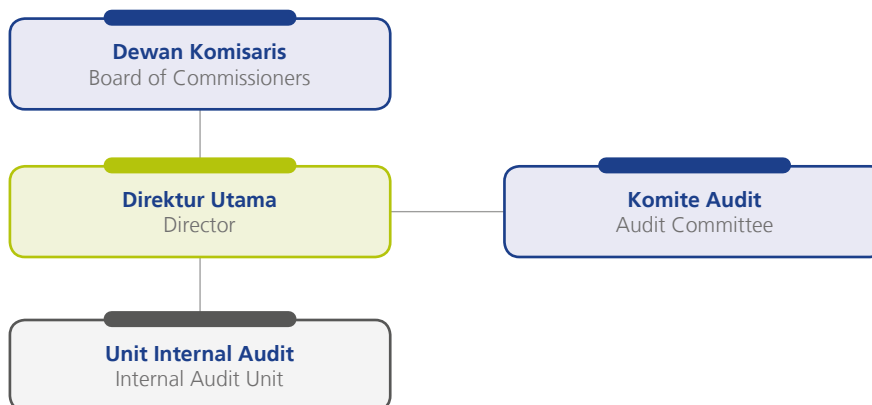 Dewan Komisaris
Board of Commissioners
Direktur Utama
Director
Komite Audit
Audit Committee
Unit Internal Audit
Internal Audit Unit